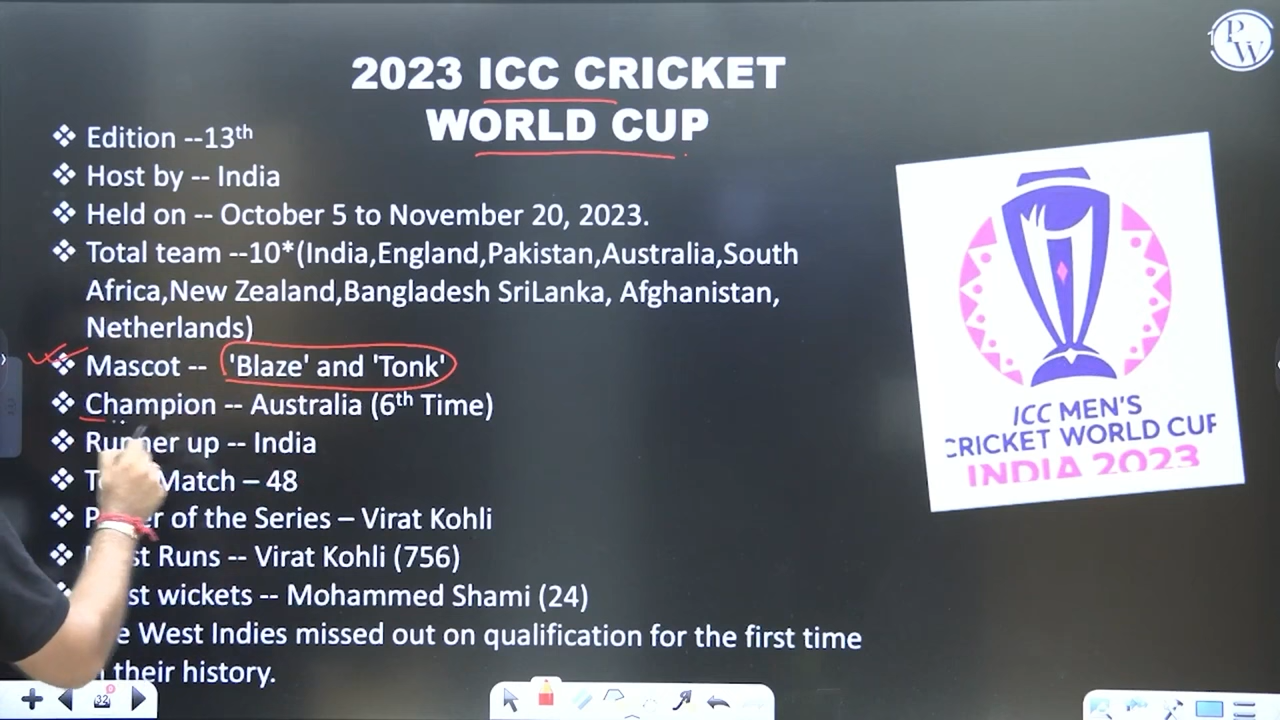 2023 ICC CRICKET
WORLD CUP
❖ Edition --13th
❖ Host by -- India
❖ Held on -- October 5 to November 20, 2023.
❖ Total team --10*(India,England,Pakistan,Australia,South
Africa,New Zealand,Bangladesh SriLanka, Afghanistan,
Netherlands)
❖ Mascot -- 'Blaze' and 'Tonk'
❖ Champion -- Australia (6th Time)
❖ Runner up -- India
❖ Match – 48
❖ of the Series – Virat Kohli
❖ Runs -- Virat Kohli (756)
wickets -- Mohammed Shami (24)
West Indies missed out on qualification for the first time
their history.
PW
ICC MEN'S
CRICKET WORLD CUP
INDIA 2023
32